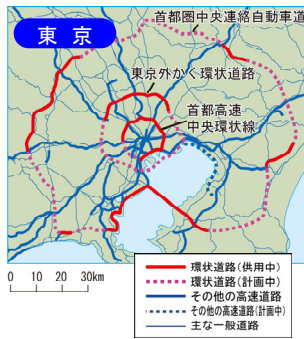 東京
首都圏中央連絡自動車道
東京外かく環状道路
首都高速
中央環状線
0 10 20 30km
環状道路(供用中)
環状道路(計画中)
その他の高速道路
その他の高速道路(計画中)
主な一般道路